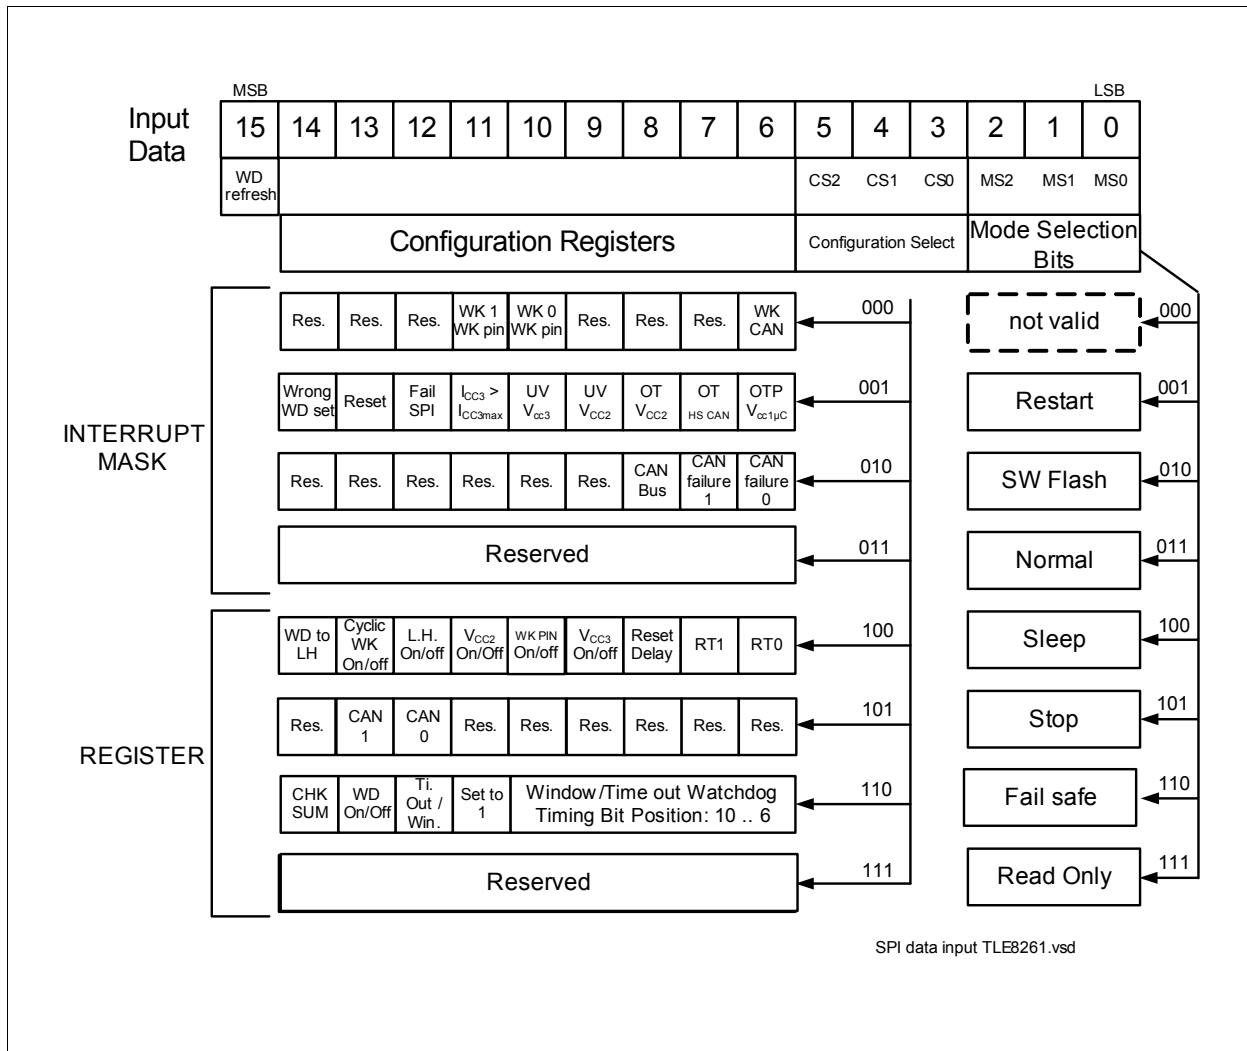 MSB LSB
Input Data 15 14 13 12 11 10 9 8 7 6 5 4 3 2 1 0
WD refresh CS2 CS1 CS0 MS2 MS1 MS0
Configuration Registers Configuration Select Mode Selection Bits
INTERRUPT MASK
Res. Res. Res. WK 1 WK pin WK 0 WK pin Res. Res. Res. WK CAN 000 not valid 000
Wrong WD set Reset Fail SPI ICC3 > ICC3max UV Vcc3 UV VCC2 OT VCC2 OT HS CAN OTP Vcc1µC 001 Restart 001
Res. Res. Res. Res. Res. Res. CAN Bus CAN failure 1 CAN failure 0 010 SW Flash 010
Reserved 011 Normal 011
REGISTER
WD to LH Cyclic WK On/off L.H. On/off VCC2 On/Off WK PIN On/off VCC3 On/off Reset Delay RT1 RT0 100 Sleep 100
Res. CAN 1 CAN 0 Res. Res. Res. Res. Res. Res. 101 Stop 101
CHK SUM WD On/Off Ti. Out / Win. Set to 1 Window/Time out Watchdog Timing Bit Position: 10 .. 6 110 Fail safe 110
Reserved 111 Read Only 111
SPI data input TLE8261.vsd